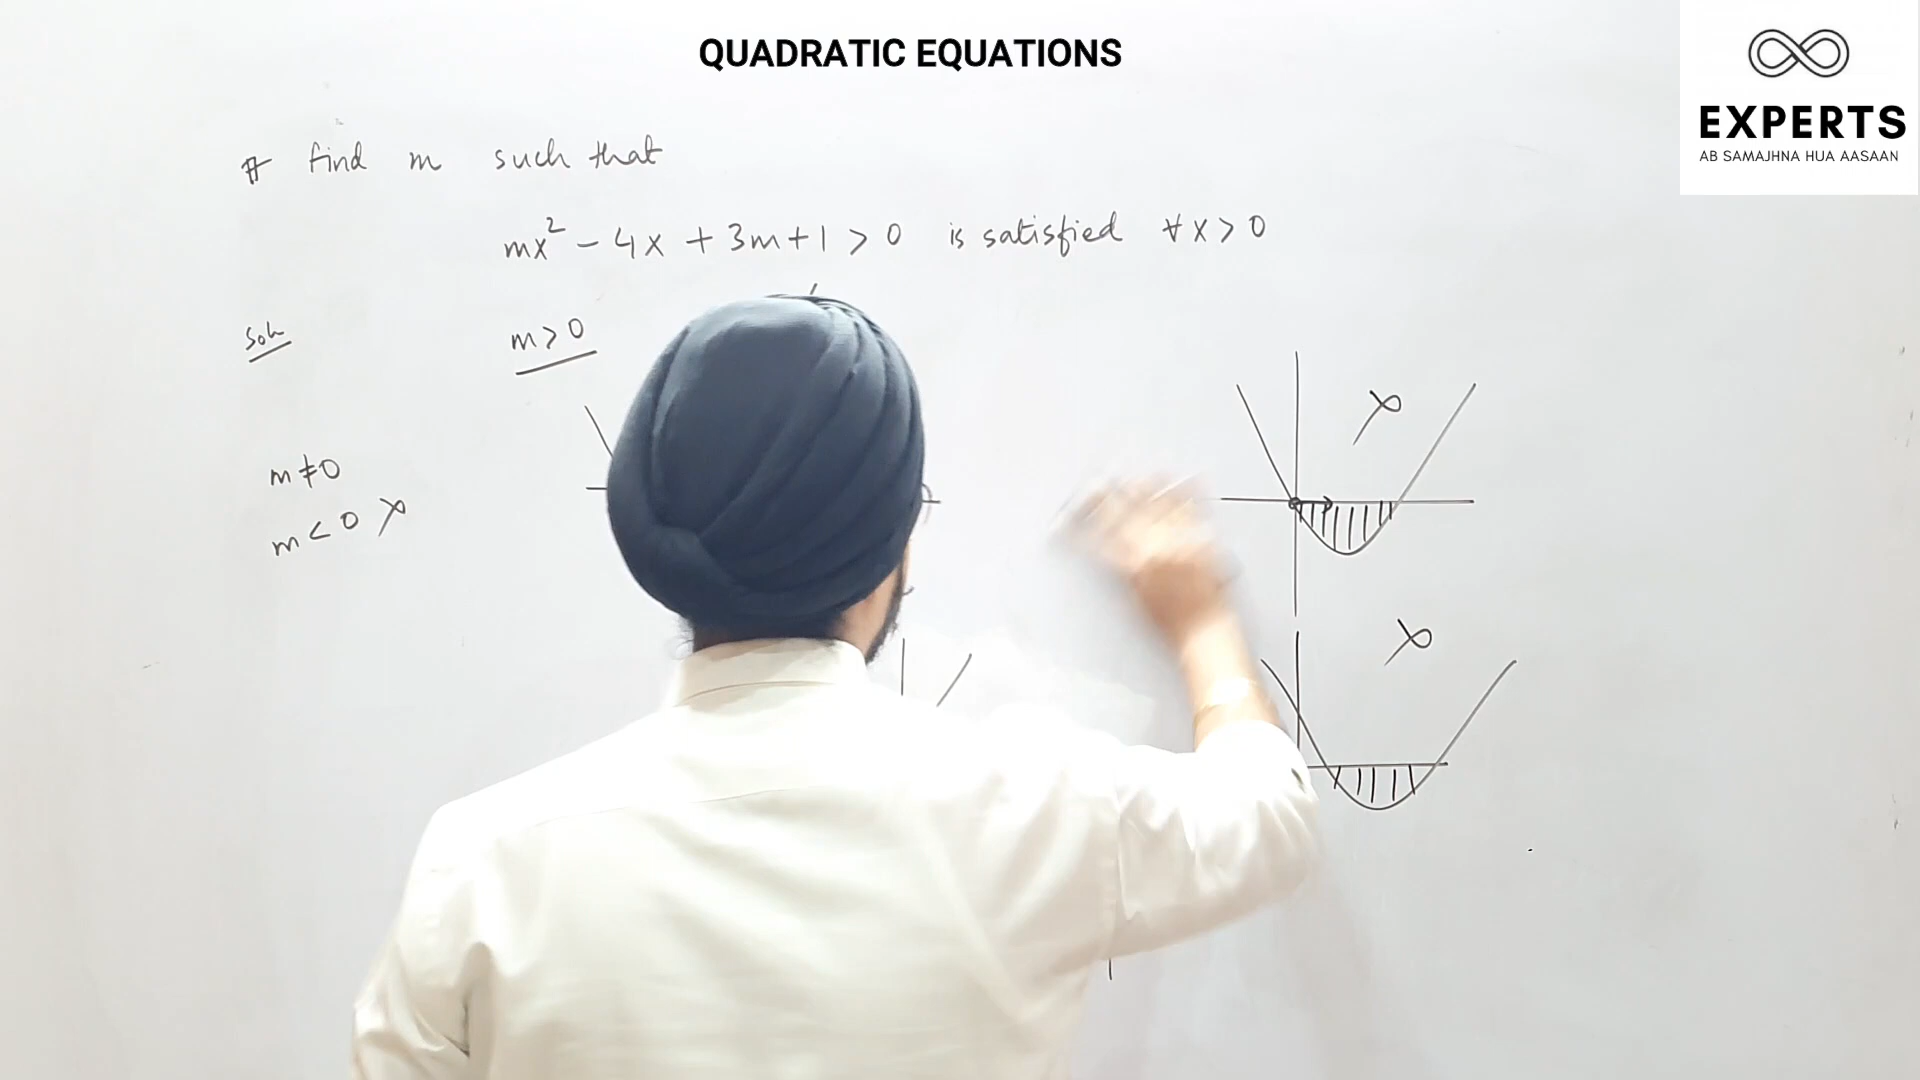 QUADRATIC EQUATIONS
EXPERTS
AB SAMAJHNA HUA AASAAN
# find m such that
mx² - 4x + 3m + 1 > 0 is satisfied ∀ x > 0
Soln
m > 0
m ≠ 0
m < 0 ✗